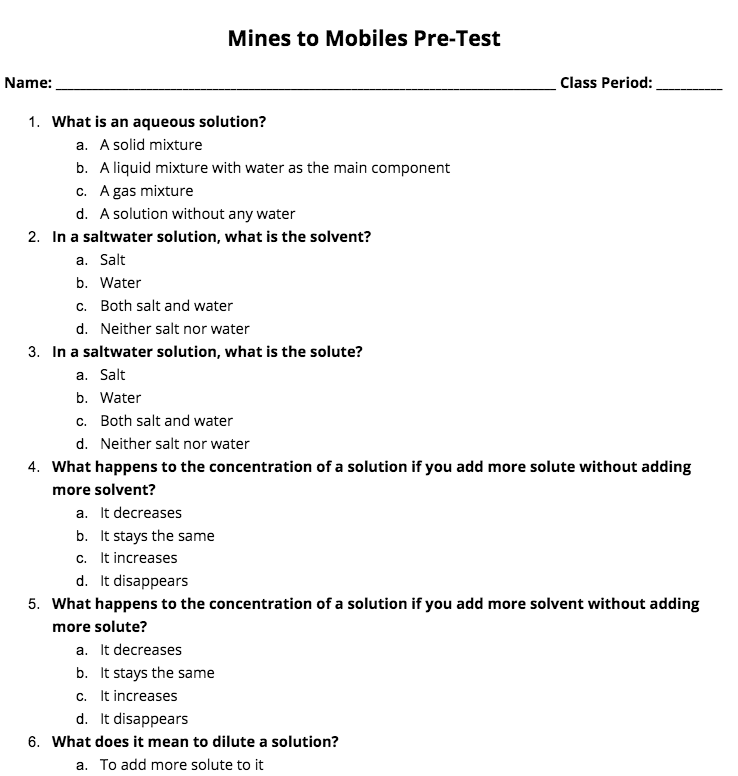 Mines to Mobiles Pre-Test
Name: ______________________________ Class Period: __________
1. What is an aqueous solution?
a. A solid mixture
b. A liquid mixture with water as the main component
c. A gas mixture
d. A solution without any water
2. In a saltwater solution, what is the solvent?
a. Salt
b. Water
c. Both salt and water
d. Neither salt nor water
3. In a saltwater solution, what is the solute?
a. Salt
b. Water
c. Both salt and water
d. Neither salt nor water
4. What happens to the concentration of a solution if you add more solute without adding
more solvent?
a. It decreases
b. It stays the same
c. It increases
d. It disappears
5. What happens to the concentration of a solution if you add more solvent without adding
more solute?
a. It decreases
b. It stays the same
c. It increases
d. It disappears
6. What does it mean to dilute a solution?
a. To add more solute to it